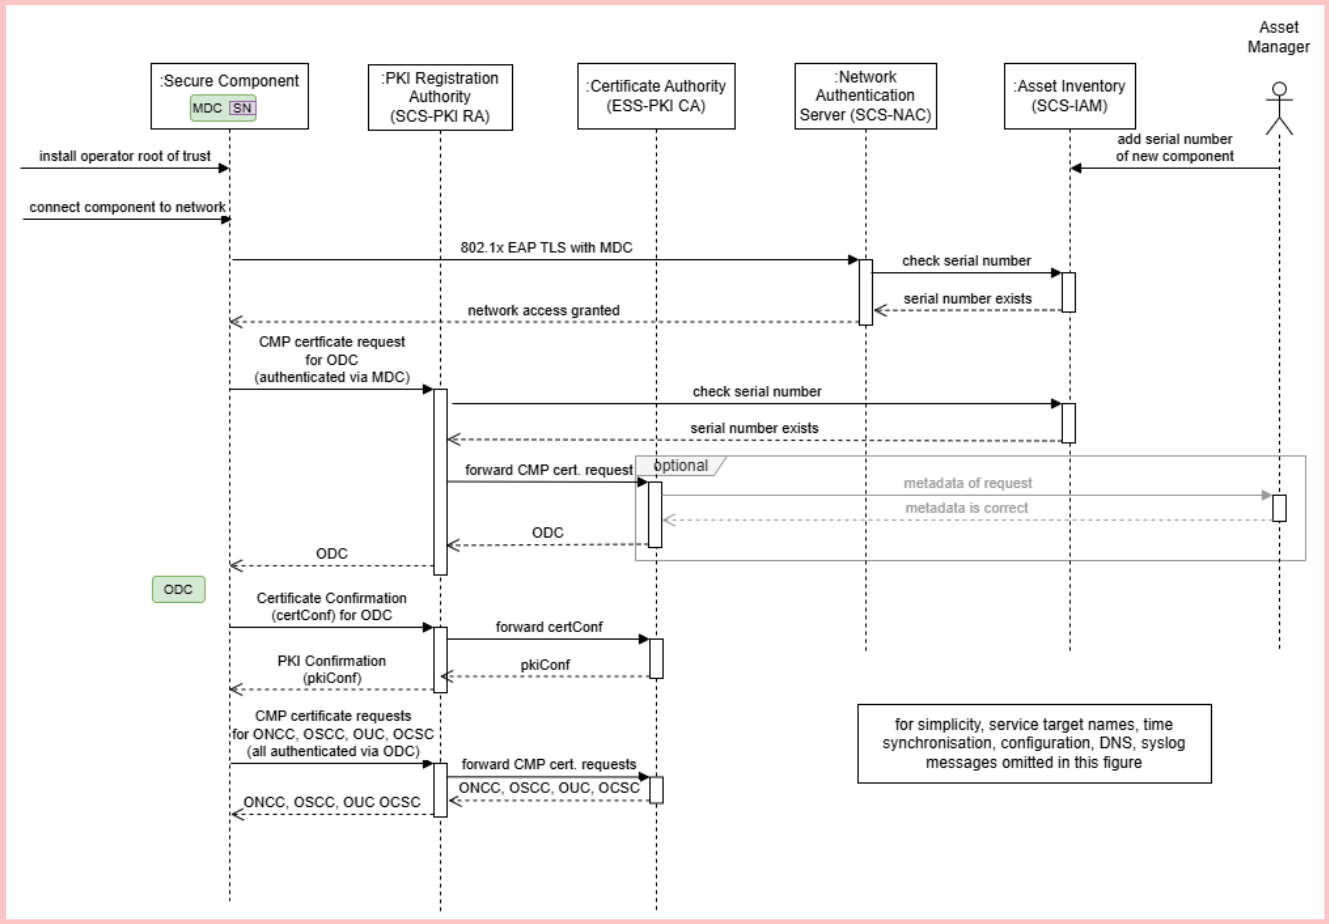 Asset
Manager
:Secure Component
MDC SN
:PKI Registration
Authority
(SCS-PKI RA)
:Certificate Authority
(ESS-PKI CA)
:Network
Authentication
Server (SCS-NAC)
:Asset Inventory
(SCS-IAM)
add serial number
of new component
install operator root of trust
connect component to network
802.1x EAP TLS with MDC
check serial number
serial number exists
network access granted
CMP certficate request
for ODC
(authenticated via MDC)
check serial number
serial number exists
optional
forward CMP cert. request
metadata of request
metadata is correct
ODC
ODC
ODC
Certificate Confirmation
(certConf) for ODC
forward certConf
PKI Confirmation
(pkiConf)
pkiConf
CMP certificate requests
for ONCC, OSCC, OUC, OCSC
(all authenticated via ODC)
forward CMP cert. requests
ONCC, OSCC, OUC, OCSC
ONCC, OSCC, OUC OCSC
for simplicity, service target names, time
synchronisation, configuration, DNS, syslog
messages omitted in this figure